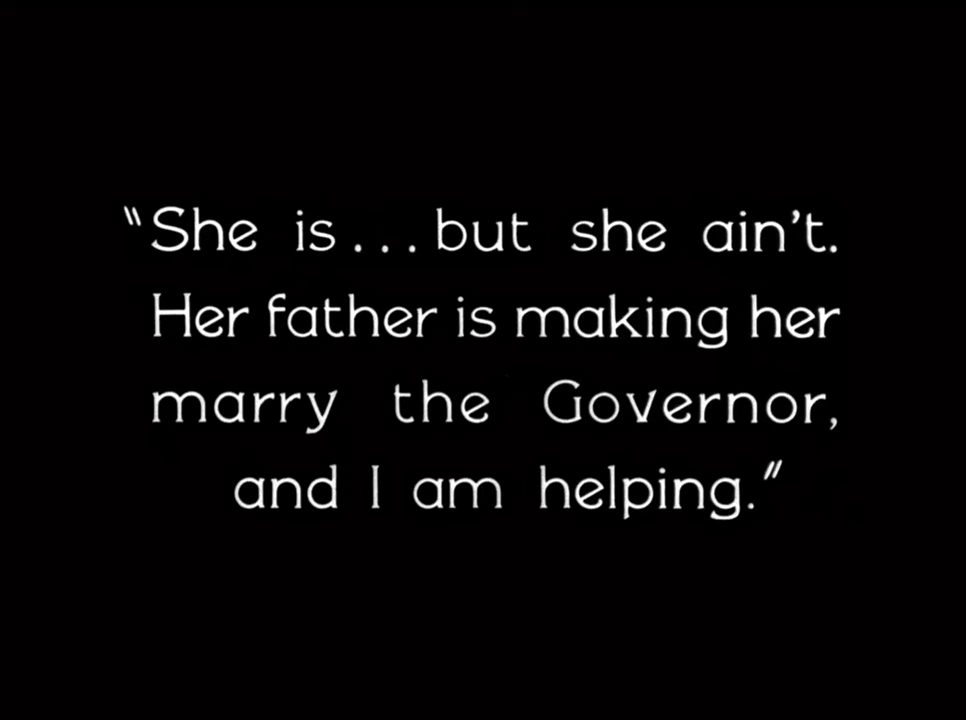 "She is... but she ain't.
Her father is making her
marry the Governor,
and I am helping."